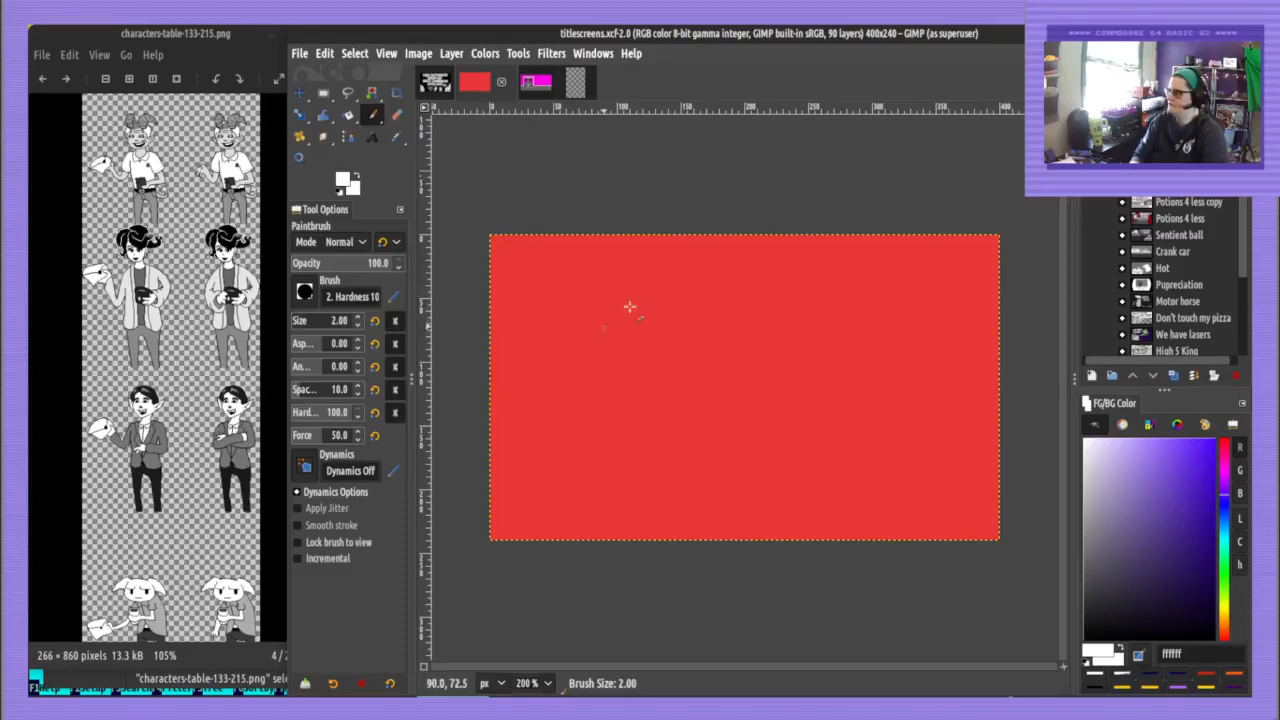 characters-table-133-215.png
File Edit View Go Help
266 × 860 pixels 13.3 kB 105%
"characters-table-133-215.png" sele
titlescreens.xcf-2.0 (RGB color 8-bit gamma integer, GIMP built-in sRGB, 90 layers) 400x240 – GIMP (as superuser)
File Edit Select View Image Layer Colors Tools Filters Windows Help
Tool Options
Paintbrush
Mode Normal
Opacity 100.0
Brush
2. Hardness 10
Size 2.00
Asp... 0.00
An... 0.00
Spac... 10.0
Hard... 100.0
Force 50.0
Dynamics
Dynamics Off
Dynamics Options
Apply Jitter
Smooth stroke
Lock brush to view
Incremental
0 50 100 150 200 250 300 350 400
90.0, 72.5 px 200 % Brush Size: 2.00
**** COMMODORE 64 BASIC V2 ****
Potions 4 less copy
Potions 4 less
Sentient ball
Crank car
Hot
Pupreciation
Motor horse
Don't touch my pizza
We have lasers
High 5 King
FG/BG Color
R
G
B
L
C
h
ffffff